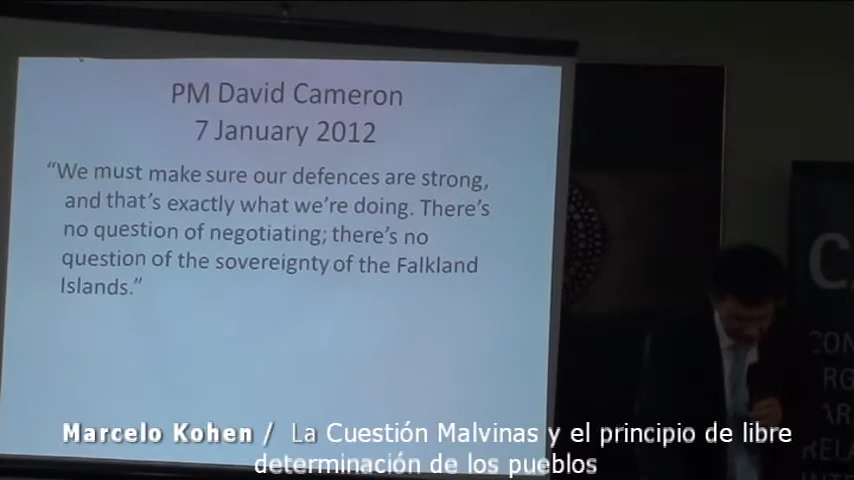 PM David Cameron
7 January 2012
“We must make sure our defences are strong,
and that’s exactly what we’re doing. There’s
no question of negotiating; there’s no
question of the sovereignty of the Falkland
Islands.”
Marcelo Kohen / La Cuestión Malvinas y el principio de libre
determinación de los pueblos